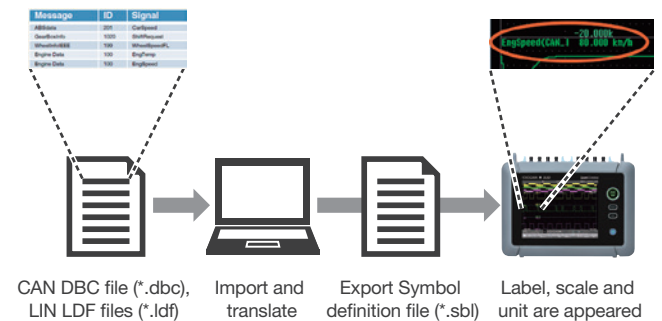 Message ID Signal
ABSdata 201 CarSpeed
GearBoxInfo 1020 ShiftRequest
WheelInfoIEEE 199 WheelSpeedFL
Engine Data 100 EngTemp
Engine Data 100 EngSpeed
-20.000k
EngSpeed(CAN_) 80.000 km/h
CAN DBC file (*.dbc),
LIN LDF files (*.ldf)
Import and
translate
Export Symbol
definition file (*.sbl)
Label, scale and
unit are appeared